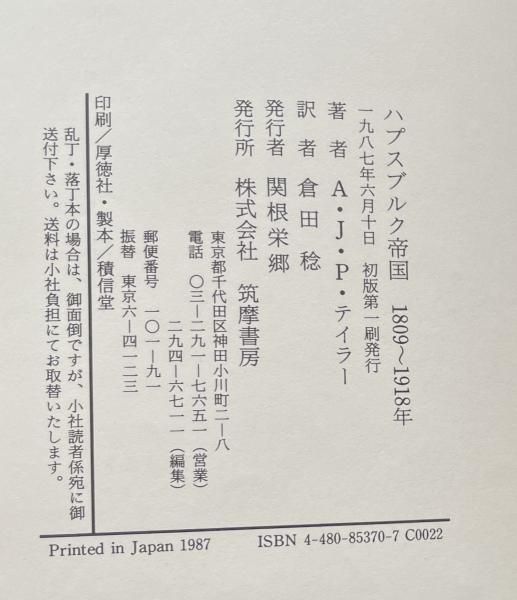 ハプスブルク帝国 1809～1918年
一九八七年六月十日 初版第一刷発行
著者 A・J・P・テイラー
訳者 倉田稔
発行者 関根栄郷
発行所 株式会社 筑摩書房
東京都千代田区神田小川町二―八
電話 〇三―二九一―七六五一（営業）
二九四―六七一一（編集）
郵便番号 一〇一―九一
振替 東京六―四一二三
印刷／厚徳社・製本／積信堂
乱丁・落丁本の場合は、御面倒ですが、小社読者係宛に御
送付下さい。送料は小社負担にてお取替いたします。
Printed in Japan 1987 ISBN 4-480-85370-7 C0022